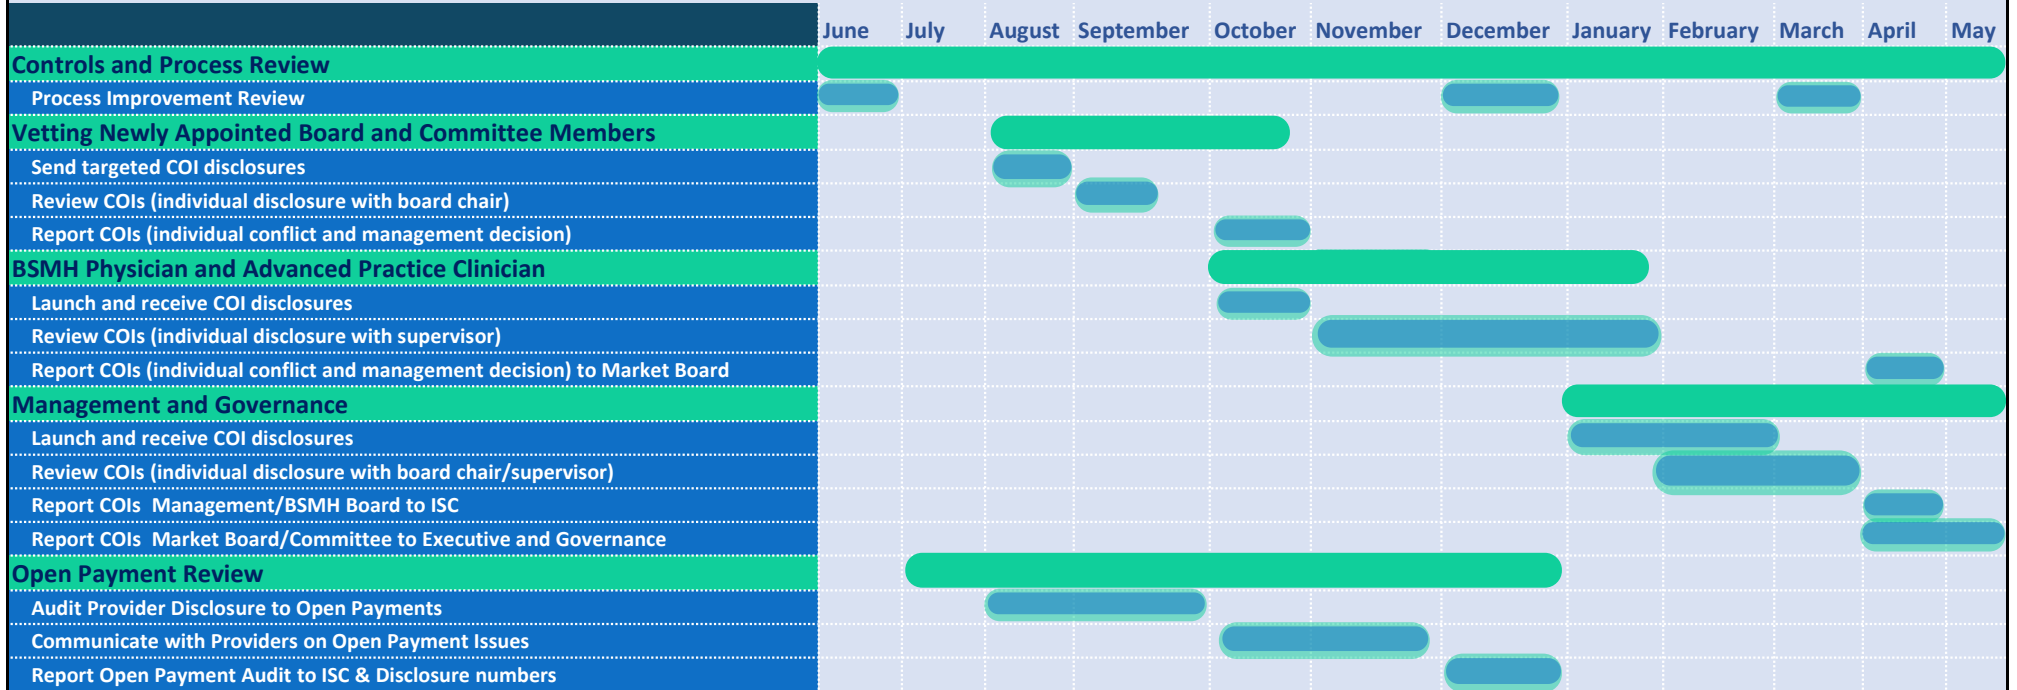 June July August September October November December January February March April May
Controls and Process Review
Process Improvement Review
Vetting Newly Appointed Board and Committee Members
Send targeted COI disclosures
Review COIs (individual disclosure with board chair)
Report COIs (individual conflict and management decision)
BSMH Physician and Advanced Practice Clinician
Launch and receive COI disclosures
Review COIs (individual disclosure with supervisor)
Report COIs (individual conflict and management decision) to Market Board
Management and Governance
Launch and receive COI disclosures
Review COIs (individual disclosure with board chair/supervisor)
Report COIs  Management/BSMH Board to ISC
Report COIs  Market Board/Committee to Executive and Governance
Open Payment Review
Audit Provider Disclosure to Open Payments
Communicate with Providers on Open Payment Issues
Report Open Payment Audit to ISC & Disclosure numbers